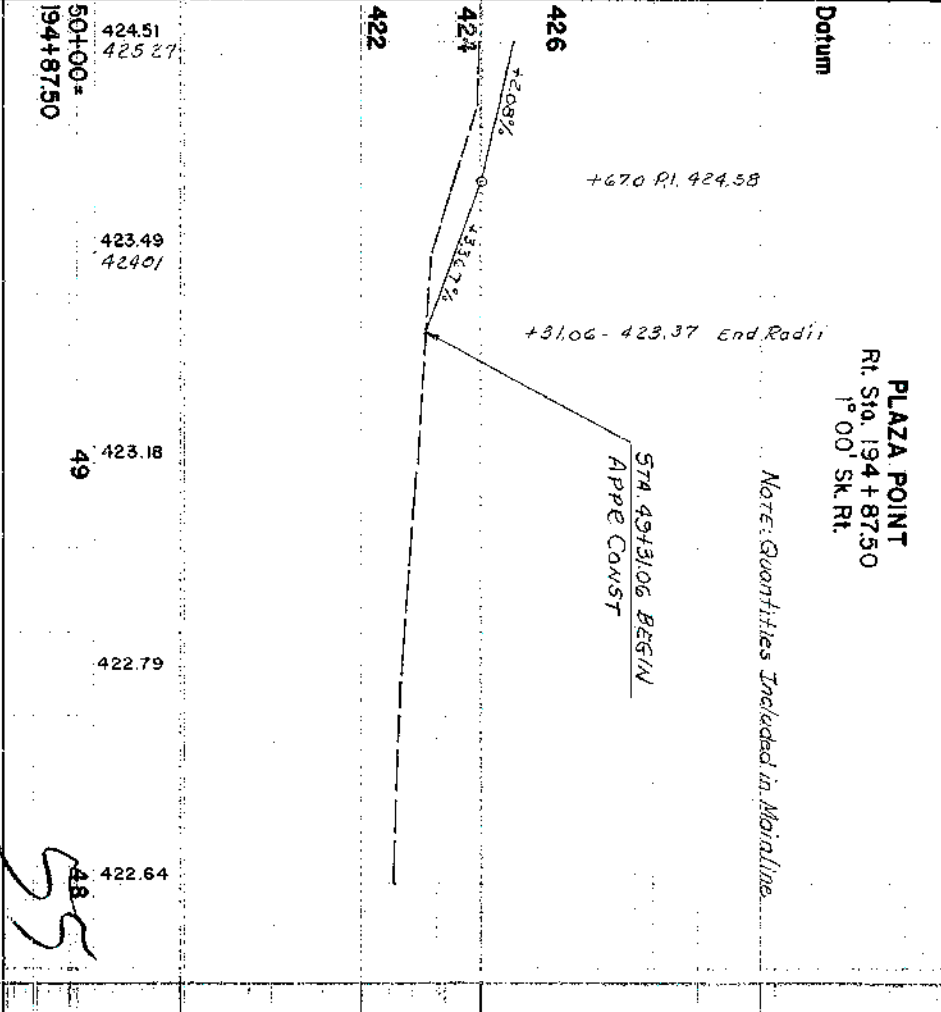 PLAZA POINT
Rt. Sta. 194+87.50
1°00' Sk. Rt.
Datum
NOTE: Quantities Included in Mainline
426
424
422
+2.08%
+3.367%
+67.0 P.I. 424.58
+31.06 - 423.37 End Radii
STA. 49+31.06 BEGIN
APPR CONST
424.51
425.27
423.49
424.01
423.18
422.79
422.64
50+00=
194+87.50
49
48
55